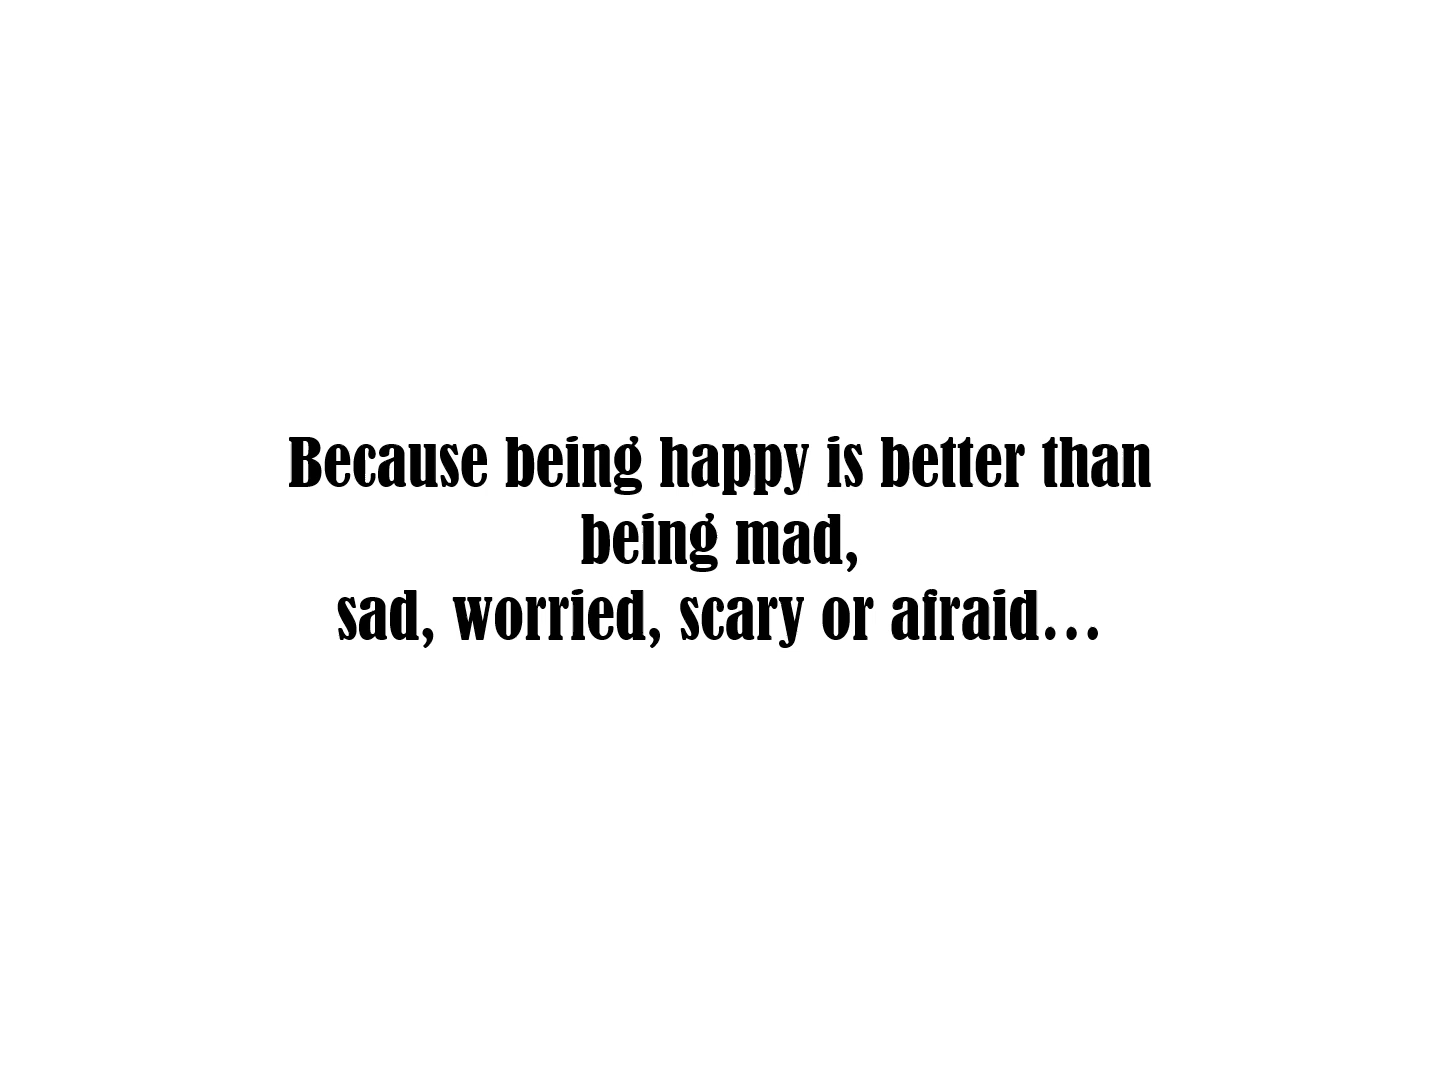 Because being happy is better than
being mad,
sad, worried, scary or afraid…